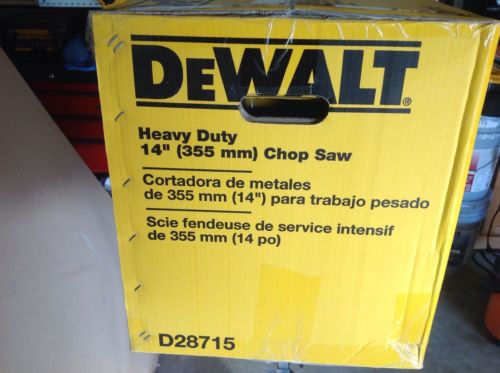 DEWALT®
Heavy Duty
14" (355 mm) Chop Saw
Cortadora de metales
de 355 mm (14") para trabajo pesado
Scie fendeuse de service intensif
de 355 mm (14 po)
D28715